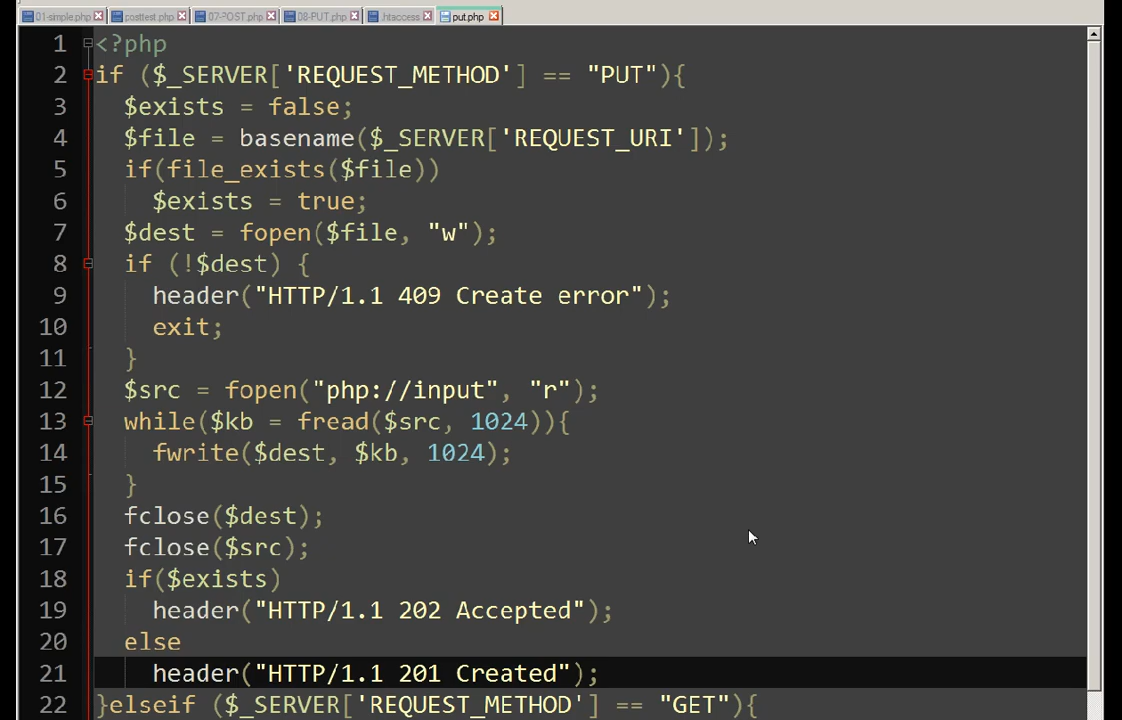 01-simple.php posttest.php 07-POST.php 08-PUT.php .htaccess put.php
1 <?php
2 if ($_SERVER['REQUEST_METHOD'] == "PUT"){
3 $exists = false;
4 $file = basename($_SERVER['REQUEST_URI']);
5 if(file_exists($file))
6 $exists = true;
7 $dest = fopen($file, "w");
8 if (!$dest) {
9 header("HTTP/1.1 409 Create error");
10 exit;
11 }
12 $src = fopen("php://input", "r");
13 while($kb = fread($src, 1024)){
14 fwrite($dest, $kb, 1024);
15 }
16 fclose($dest);
17 fclose($src);
18 if($exists)
19 header("HTTP/1.1 202 Accepted");
20 else
21 header("HTTP/1.1 201 Created");
22 }elseif ($_SERVER['REQUEST_METHOD'] == "GET"){